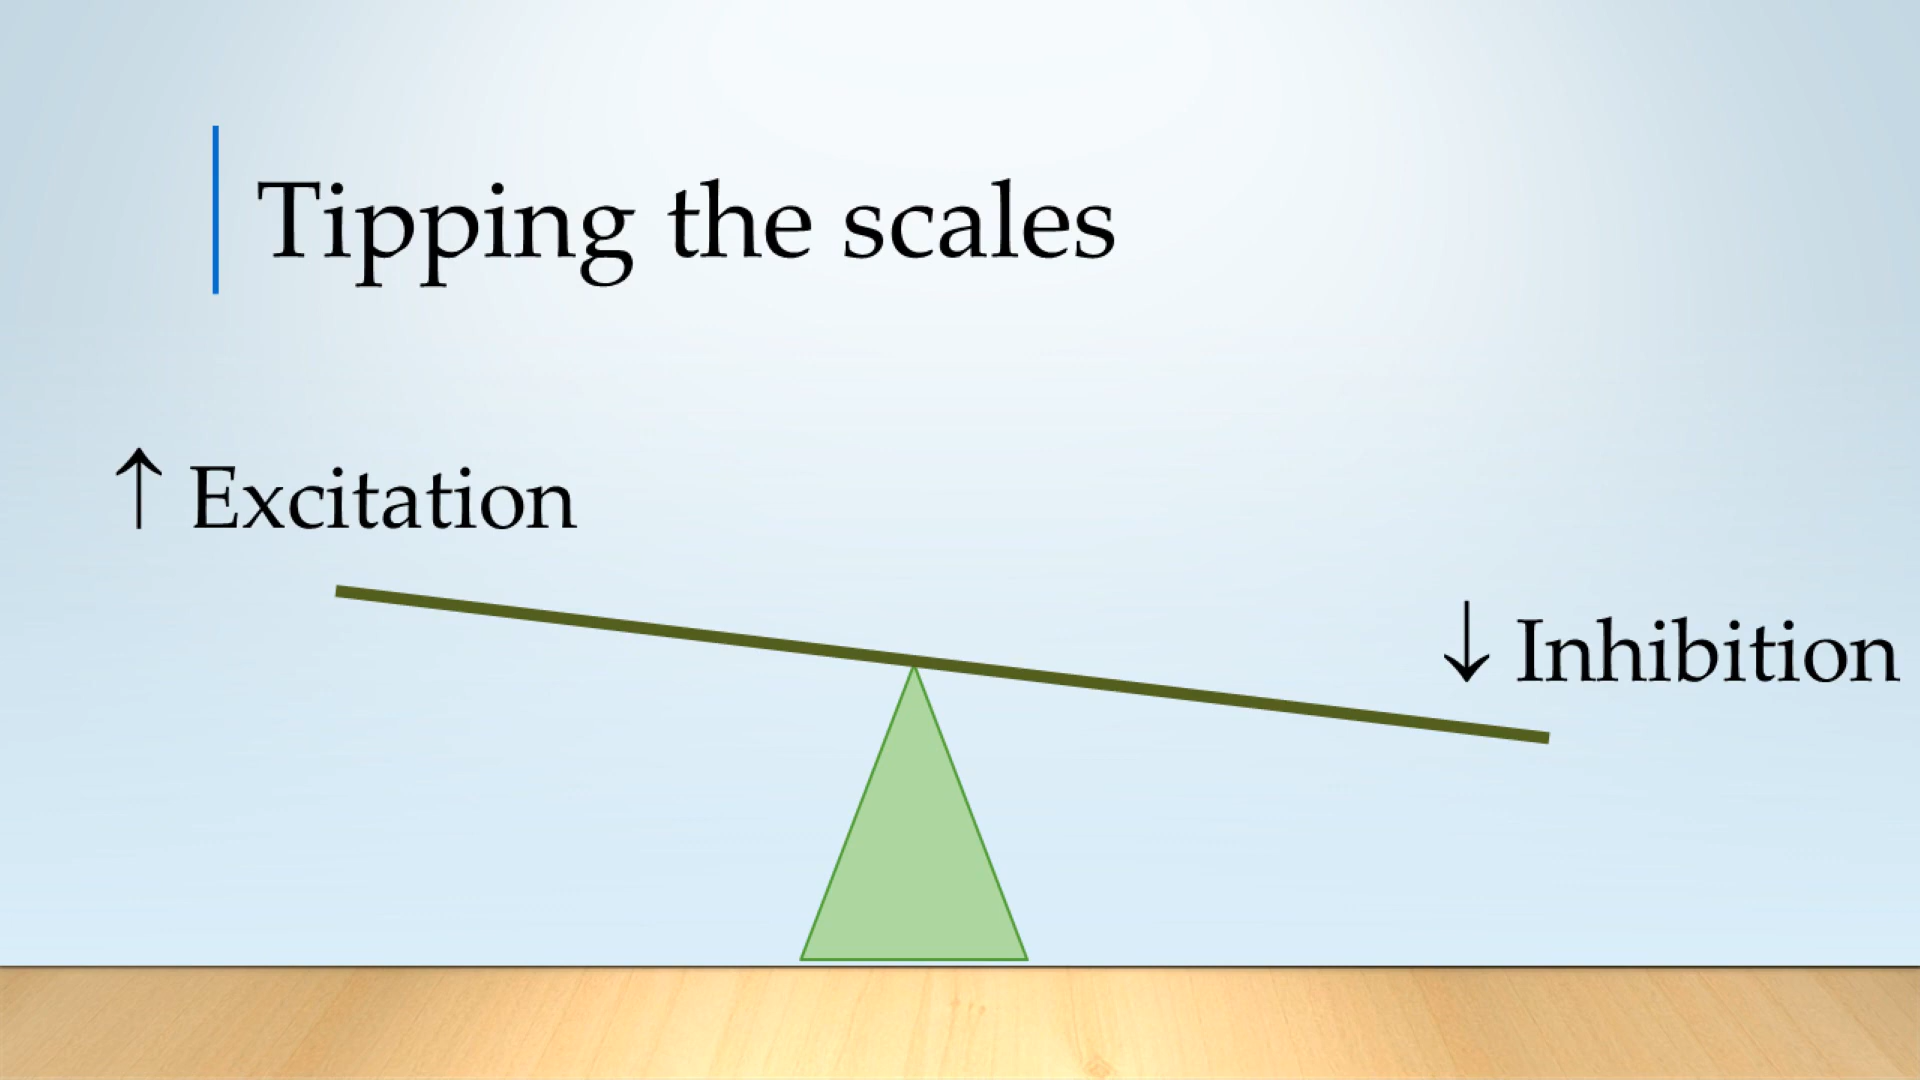 Tipping the scales
↑ Excitation
↓ Inhibition